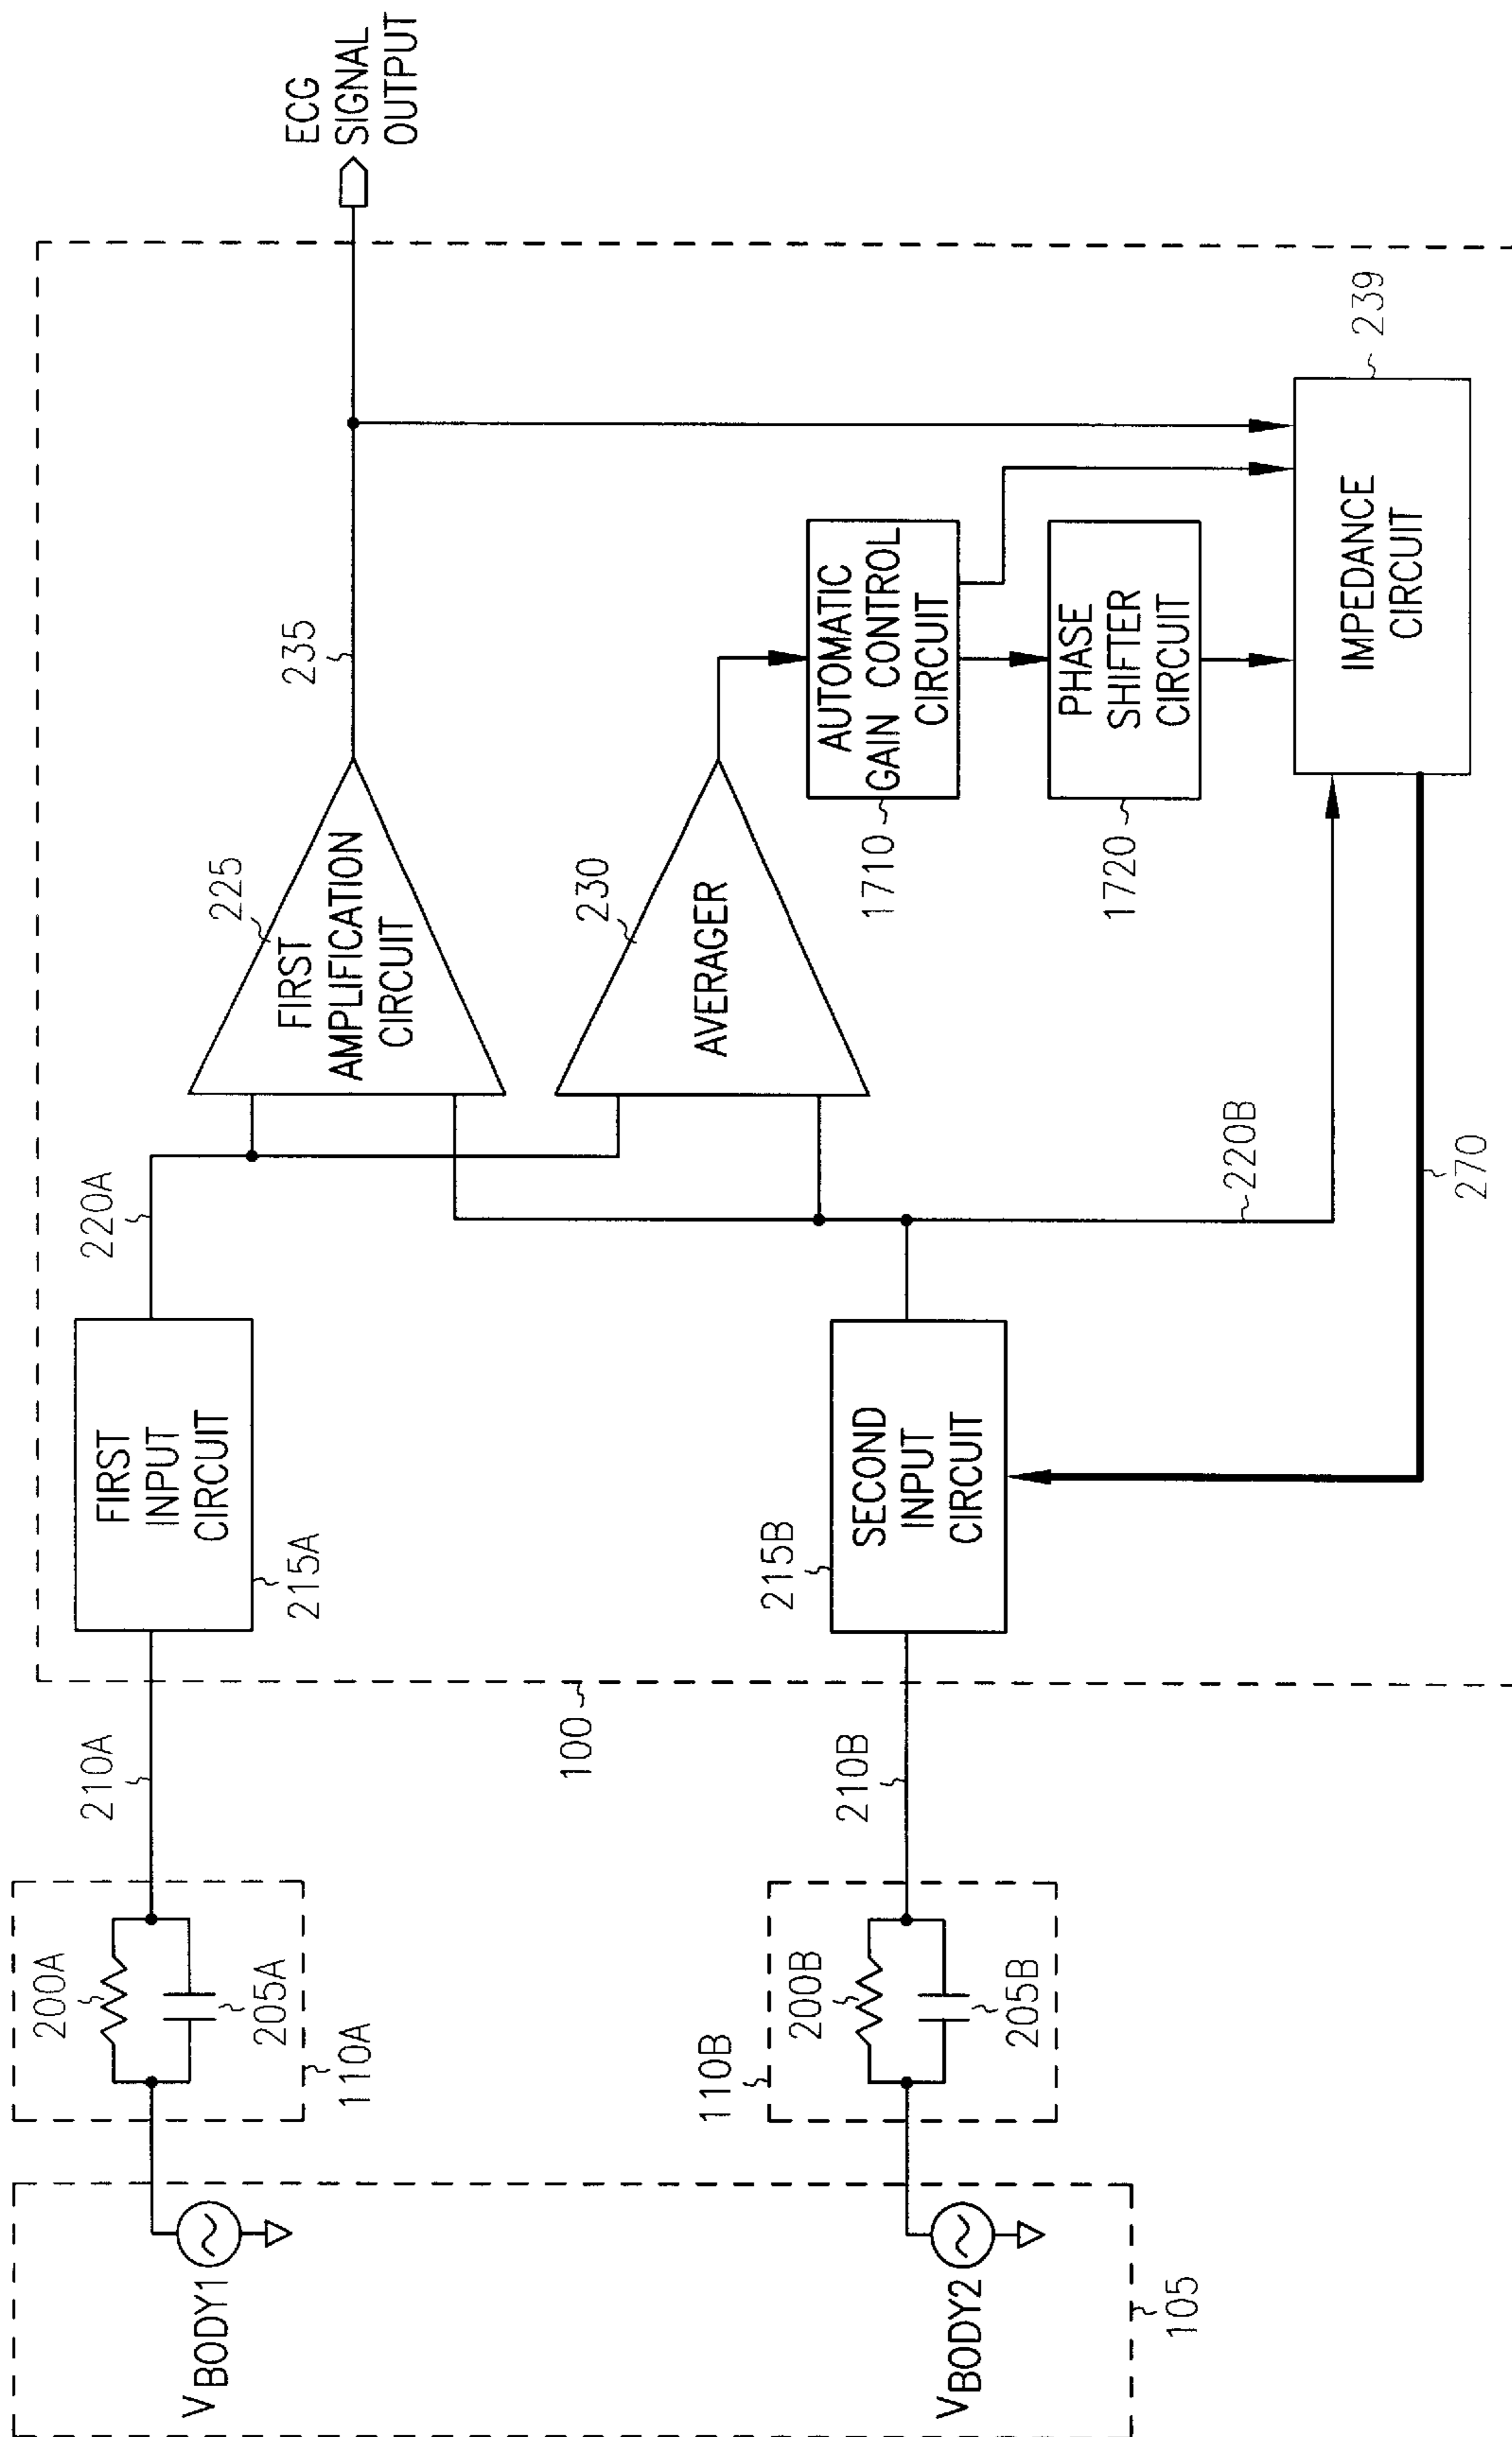 VBODY1
VBODY2
105
200A
205A
110A
110B
200B
205B
210A
210B
100
FIRST
INPUT
CIRCUIT
215A
SECOND
INPUT
CIRCUIT
215B
220A
220B
270
FIRST
AMPLIFICATION
CIRCUIT
225
AVERAGER
230
235
AUTOMATIC
GAIN CONTROL
CIRCUIT
1710
PHASE
SHIFTER
CIRCUIT
1720
IMPEDANCE
CIRCUIT
239
ECG
SIGNAL
OUTPUT